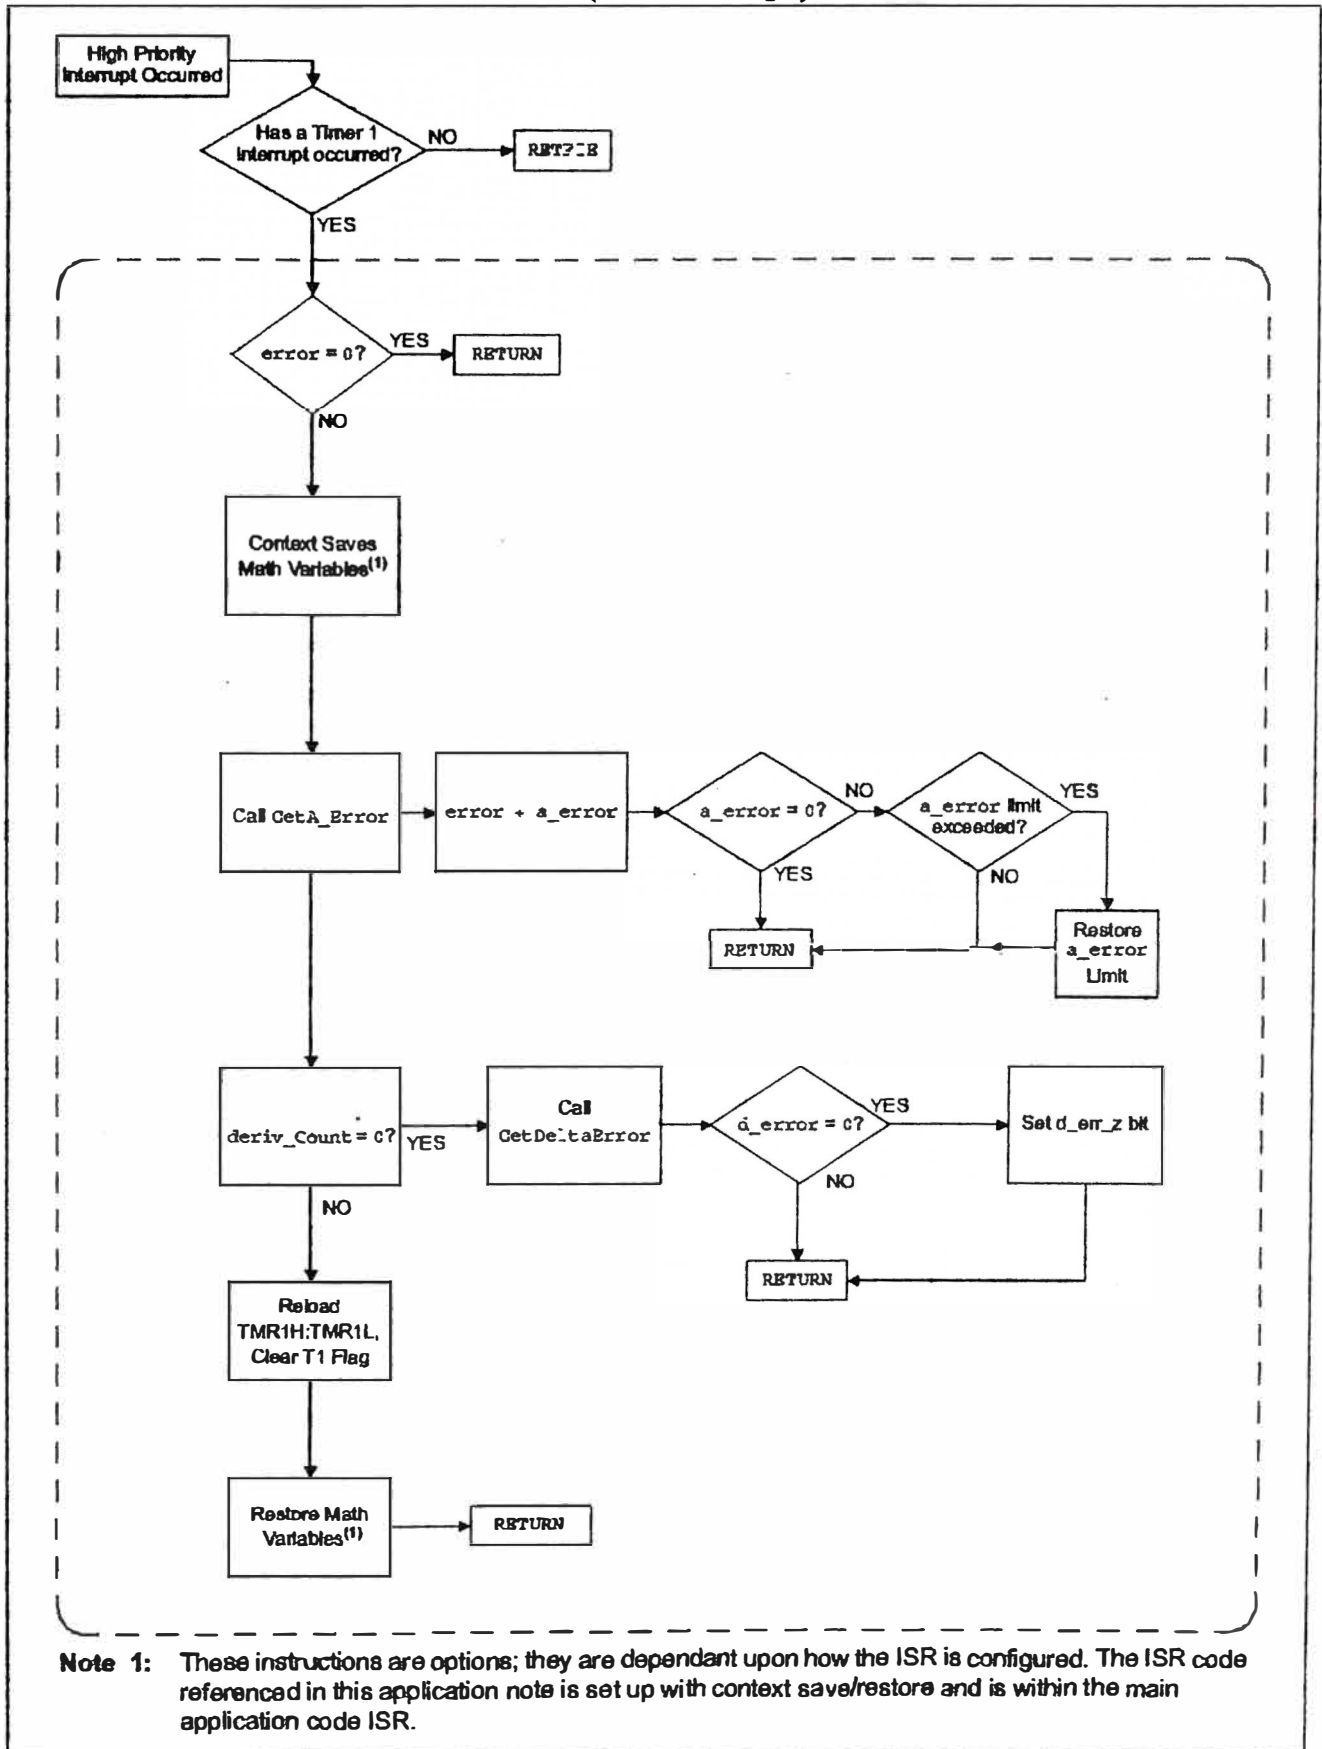 High Priority
Interrupt Occurred
Has a Timer 1
interrupt occurred?
NO
YES
error = 0?
YES
RETURN
NO
Context Saves
Math Variables(1)
Call GetA_Error
error + a_error
a_error = 0?
NO
a_error limit
exceeded?
YES
YES
NO
RETURN
Restore
a_error
Limit
deriv_Count = 0?
YES
Call
GetDeltaError
d_error = 0?
YES
Set d_err_z bit
NO
NO
RETURN
Reload
TMR1H:TMR1L,
Clear T1 Flag
Restore Math
Variables(1)
RETURN
Note 1: These instructions are options; they are dependant upon how the ISR is configured. The ISR code
referenced in this application note is set up with context save/restore and is within the main
application code ISR.